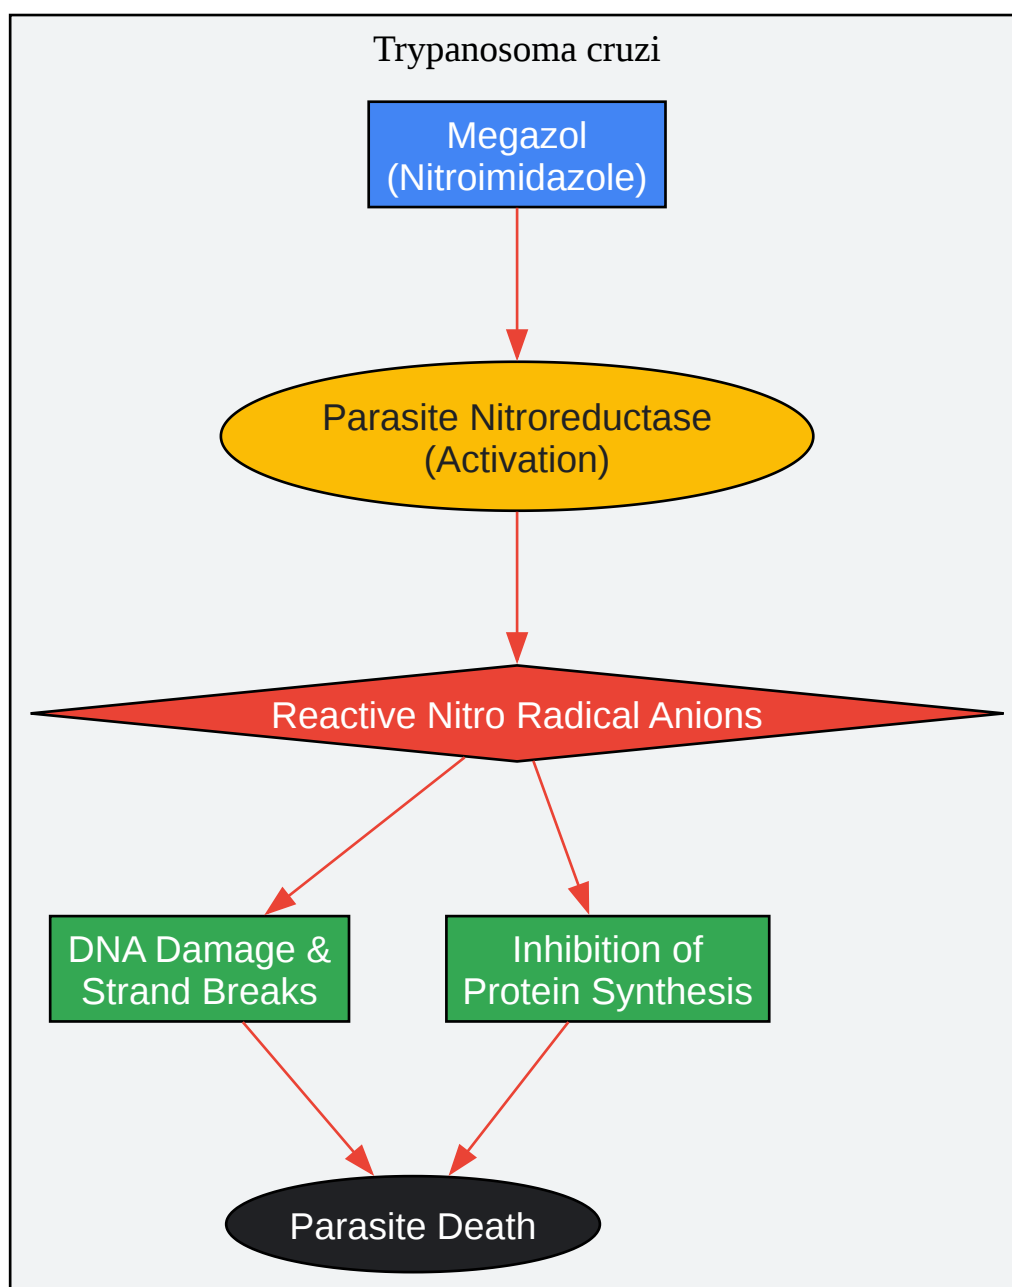 Trypanosoma cruzi
Megazol
(Nitroimidazole)
Parasite Nitroreductase
(Activation)
Reactive Nitro Radical Anions
DNA Damage &
Strand Breaks
Inhibition of
Protein Synthesis
Parasite Death